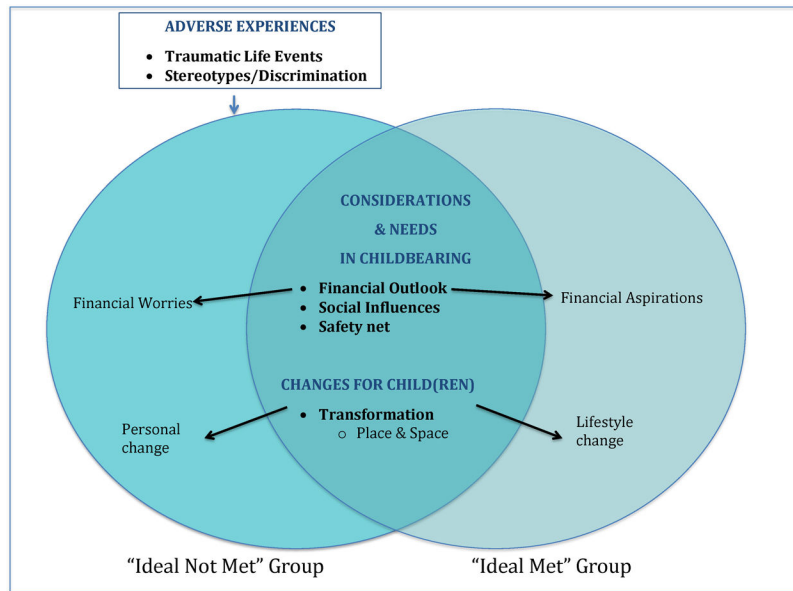 ADVERSE EXPERIENCES
• Traumatic Life Events
• Stereotypes/Discrimination
CONSIDERATIONS
& NEEDS
IN CHILDBEARING
• Financial Outlook
• Social Influences
• Safety net
Financial Worries
Financial Aspirations
CHANGES FOR CHILD(REN)
• Transformation
o Place & Space
Personal
change
Lifestyle
change
“Ideal Not Met” Group
“Ideal Met” Group